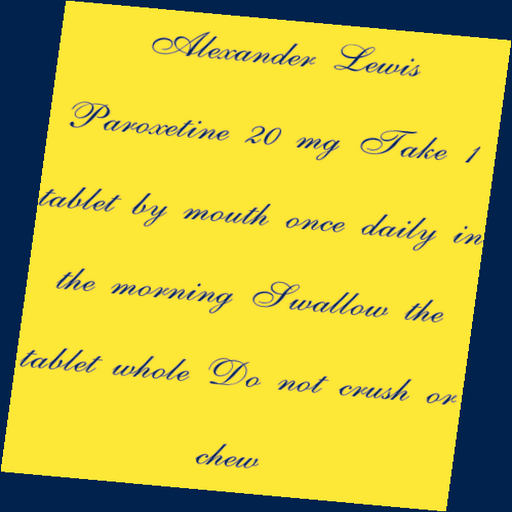 Alexander Lewis
Paroxetine 20 mg Take 1
tablet by mouth once daily in
the morning Swallow the
tablet whole Do not crush or
chew